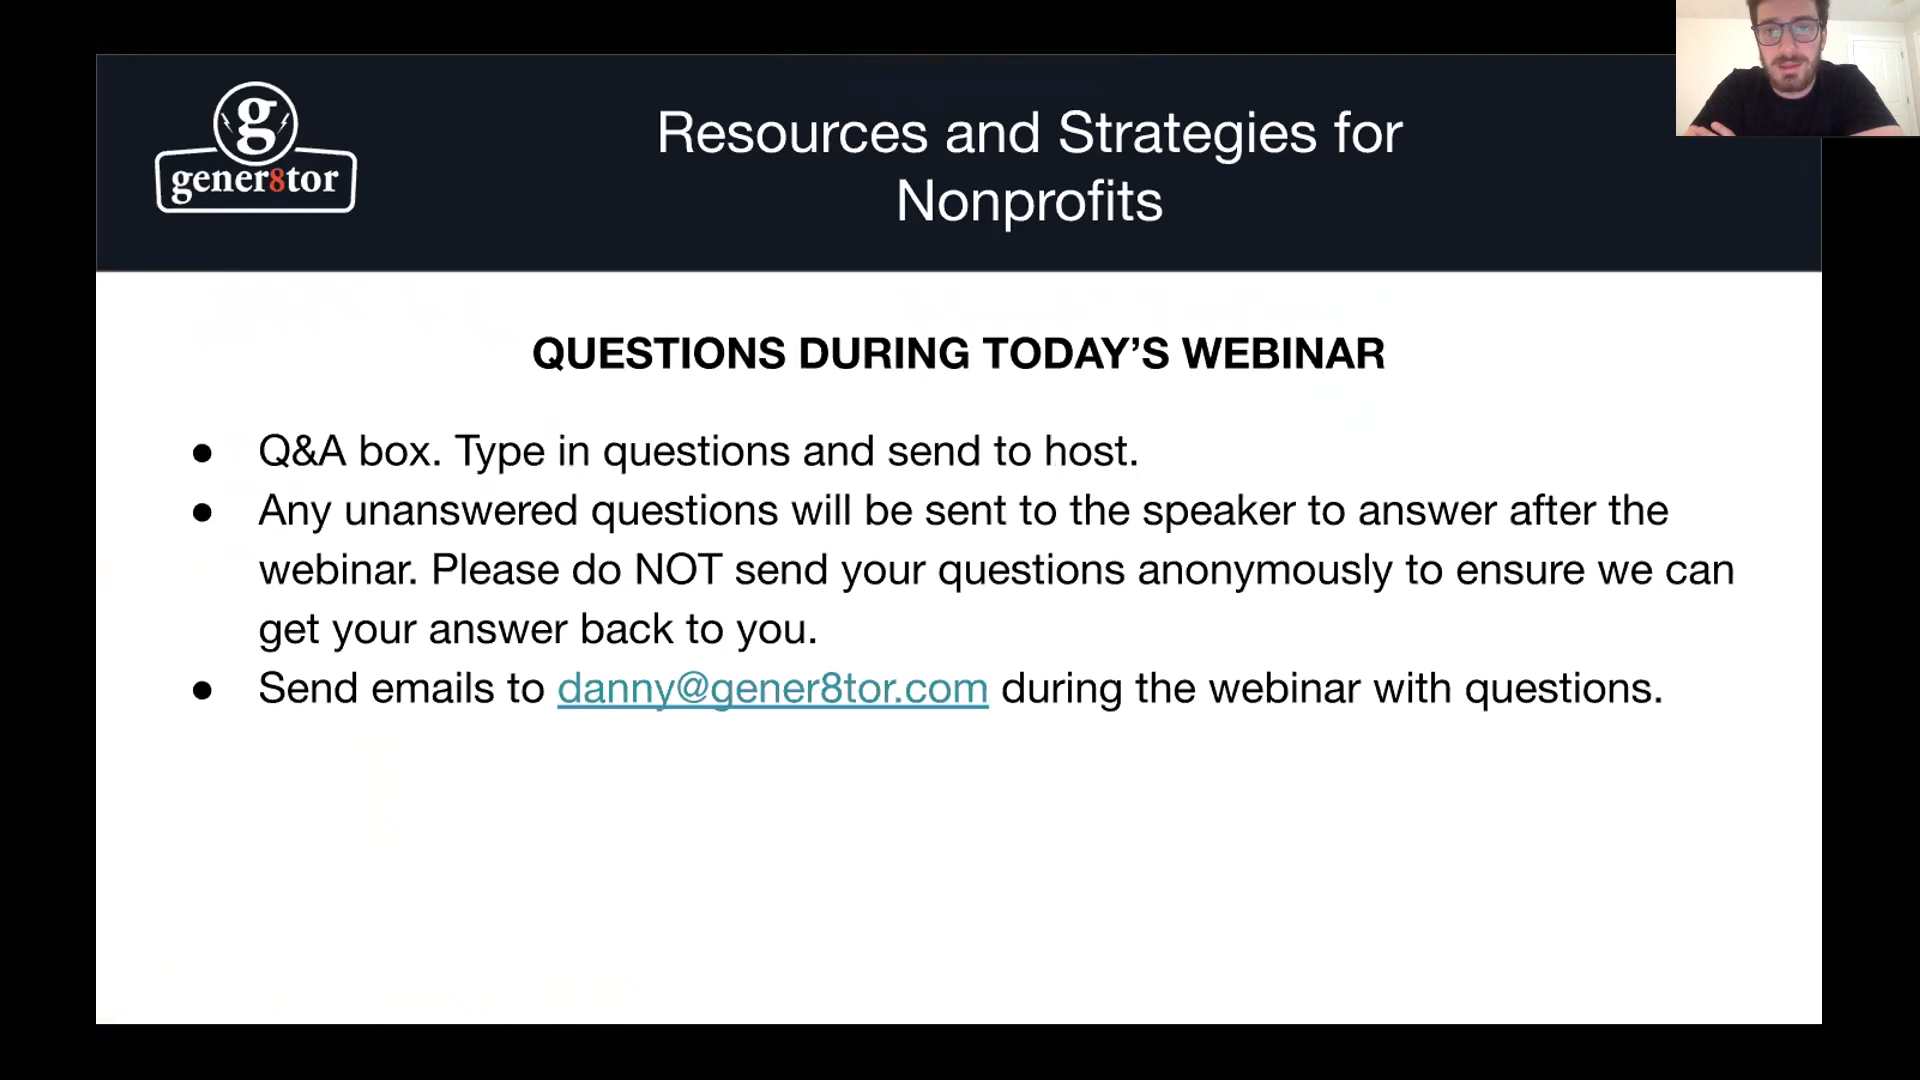 g
gener8tor
Resources and Strategies for
Nonprofits
QUESTIONS DURING TODAY’S WEBINAR
● Q&A box. Type in questions and send to host.
● Any unanswered questions will be sent to the speaker to answer after the
webinar. Please do NOT send your questions anonymously to ensure we can
get your answer back to you.
● Send emails to danny@gener8tor.com during the webinar with questions.